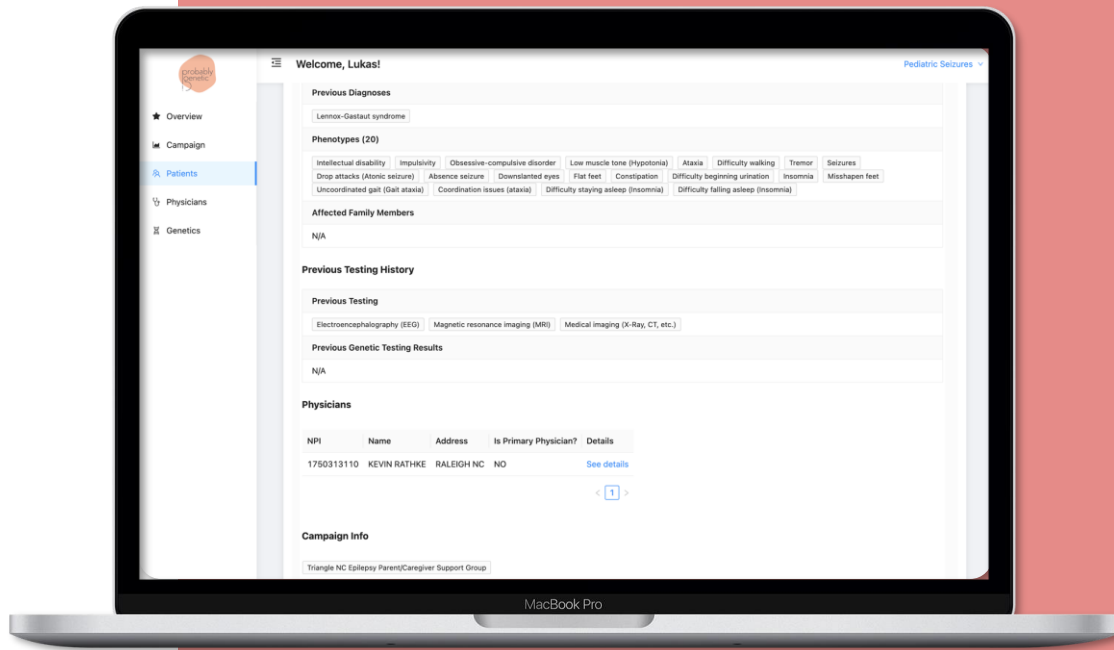 probably
genetic
Welcome, Lukas!
Pediatric Seizures
Overview
Campaign
Patients
Physicians
Genetics
Previous Diagnoses
Lennox-Gastaut syndrome
Phenotypes (20)
Intellectual disability Impulsivity Obsessive-compulsive disorder Low muscle tone (Hypotonia) Ataxia Difficulty walking Tremor Seizures
Drop attacks (Atonic seizure) Absence seizure Downslanted eyes Flat feet Constipation Difficulty beginning urination Insomnia Misshapen feet
Uncoordinated gait (Gait ataxia) Coordination issues (ataxia) Difficulty staying asleep (Insomnia) Difficulty falling asleep (Insomnia)
Affected Family Members
N/A
Previous Testing History
Previous Testing
Electroencephalography (EEG) Magnetic resonance imaging (MRI) Medical imaging (X-Ray, CT, etc.)
Previous Genetic Testing Results
N/A
Physicians
NPI Name Address Is Primary Physician? Details
1750313110 KEVIN RATHKE RALEIGH NC NO See details
< 1 >
Campaign Info
Triangle NC Epilepsy Parent/Caregiver Support Group
MacBook Pro